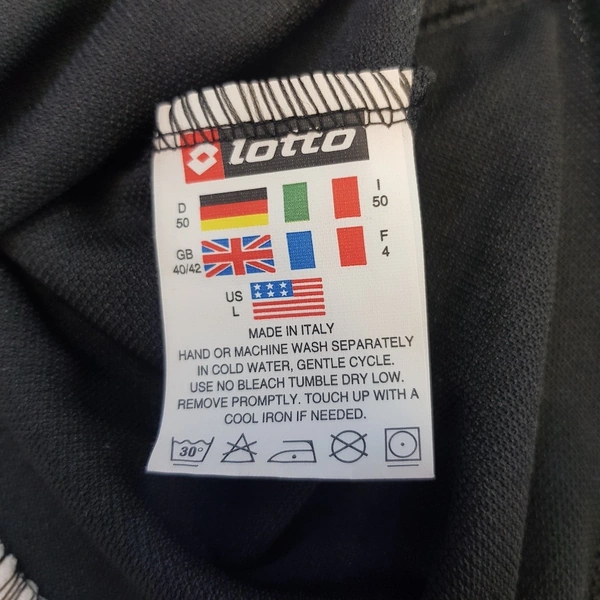 lotto
D I
50 50
GB F
40/42 4
US
L
MADE IN ITALY
HAND OR MACHINE WASH SEPARATELY
IN COLD WATER, GENTLE CYCLE.
USE NO BLEACH TUMBLE DRY LOW.
REMOVE PROMPTLY. TOUCH UP WITH A
COOL IRON IF NEEDED.
30°